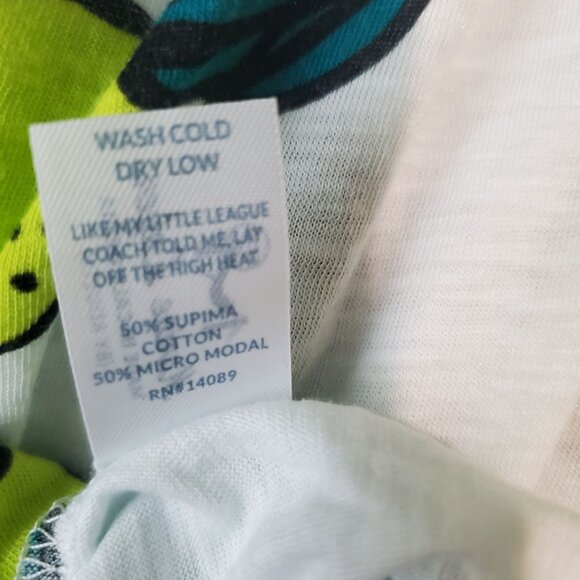 WASH COLD
DRY LOW
LIKE MY LITTLE LEAGUE
COACH TOLD ME, LAY
OFF THE HIGH HEAT
50% SUPIMA
COTTON
50% MICRO MODAL
RN#14089